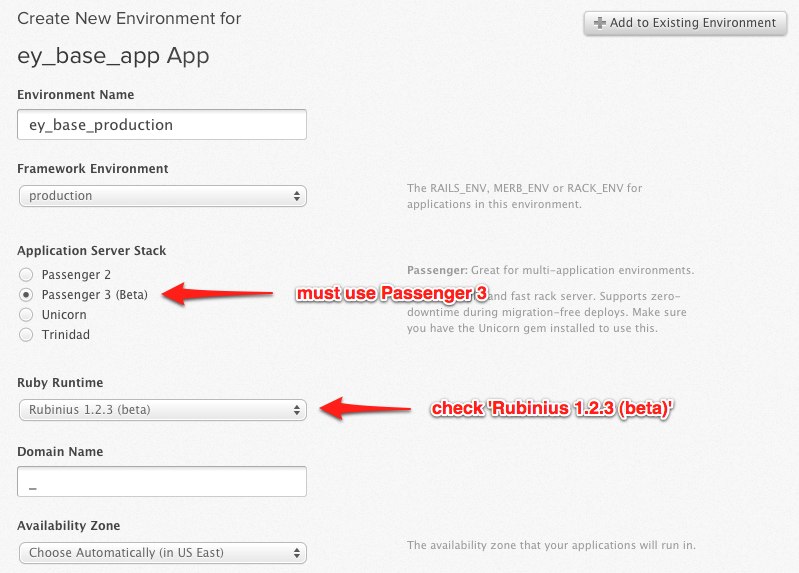 Create New Environment for
Add to Existing Environment
ey_base_app App
Environment Name
ey_base_production
Framework Environment
production
The RAILS_ENV, MERB_ENV or RACK_ENV for
applications in this environment.
Application Server Stack
Passenger 2
Passenger 3 (Beta)
Unicorn
Trinidad
Passenger: Great for multi-application environments.
must use Passenger 3
and fast rack server. Supports zero-
downtime during migration-free deploys. Make sure
you have the Unicorn gem installed to use this.
Ruby Runtime
Rubinius 1.2.3 (beta)
check 'Rubinius 1.2.3 (beta)'
Domain Name
_
Availability Zone
Choose Automatically (in US East)
The availability zone that your applications will run in.